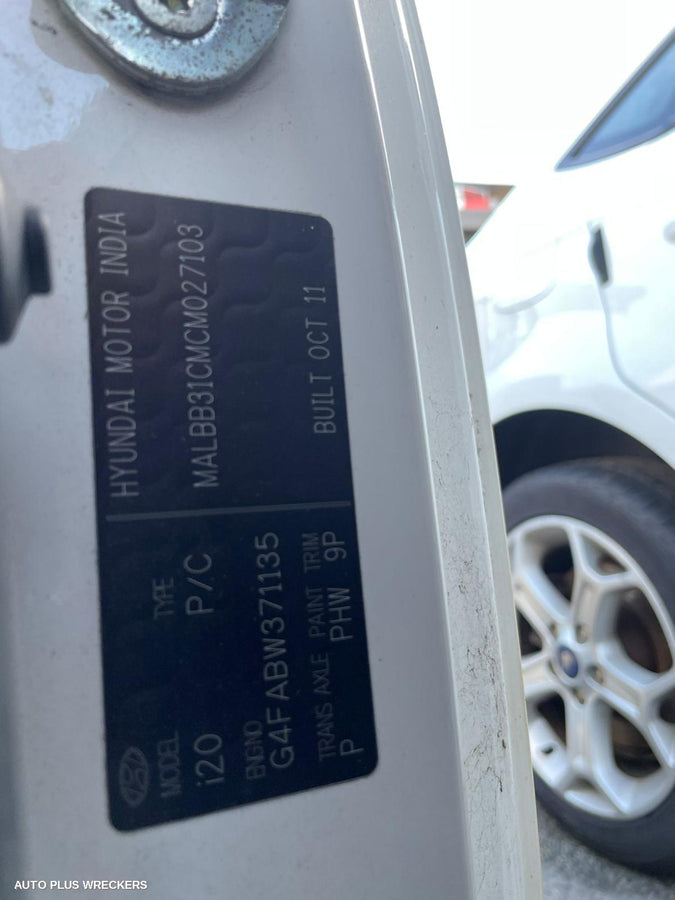 HYUNDAI MOTOR INDIA
MALBB31CMCM027103
BUILT OCT 11
MODEL TYPE
i20 P/C
ENGNO
G4FABW371135
TRANS AXLE PAINT TRIM
P PHW 9P
AUTO PLUS WRECKERS